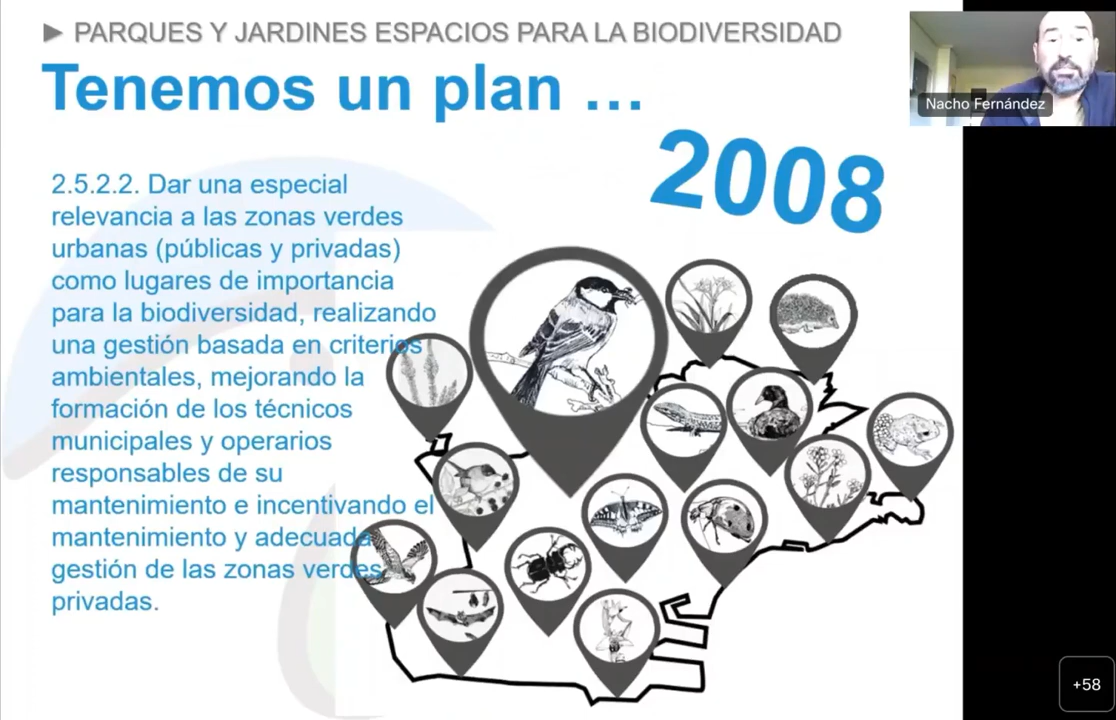 ► PARQUES Y JARDINES ESPACIOS PARA LA BIODIVERSIDAD
Tenemos un plan ...
Nacho Fernández
2008
2.5.2.2. Dar una especial
relevancia a las zonas verdes
urbanas (públicas y privadas)
como lugares de importancia
para la biodiversidad, realizando
una gestión basada en criterios
ambientales, mejorando la
formación de los técnicos
municipales y operarios
responsables de su
mantenimiento e incentivando el
mantenimiento y adecuada
gestión de las zonas verdes
privadas.
+58